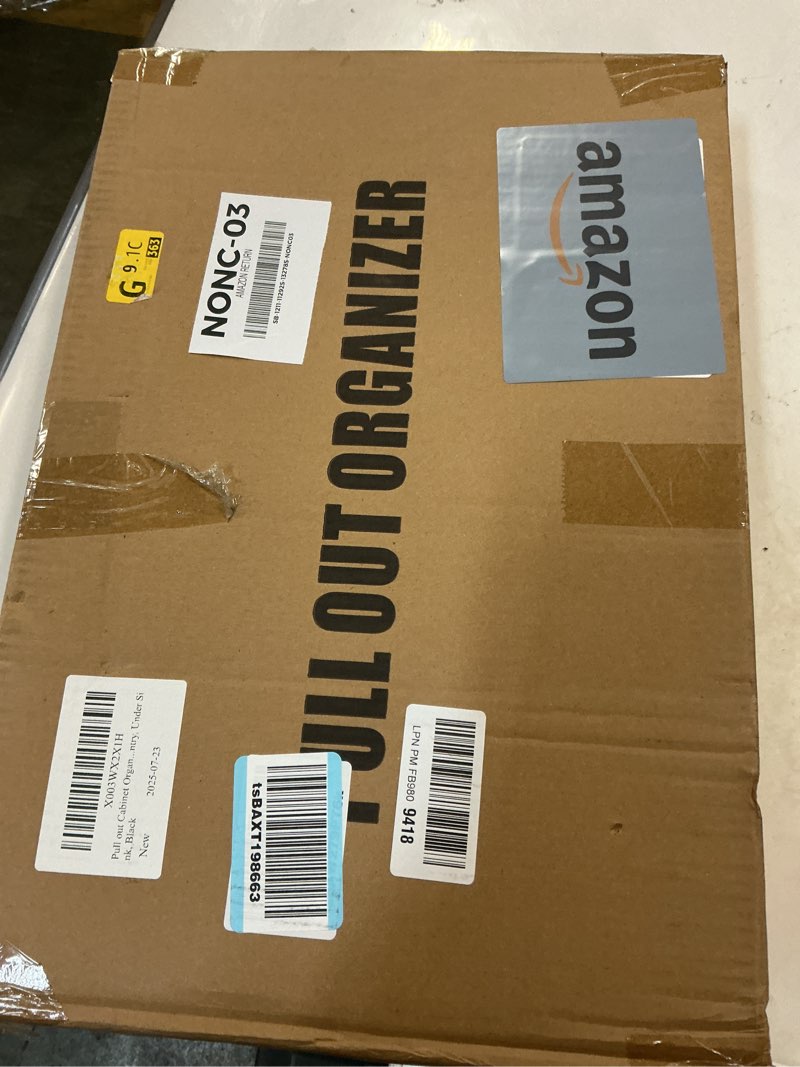 amazon
PULL OUT ORGANIZER
NONC-03
AMAZON RETURN
G 9.1C
363
X003WX2X1H
Pull out Cabinet Organ...ntry, Under Si
nk, Black
New 2025-07-23
tsBAXT198663
LPN PM FB980 9418